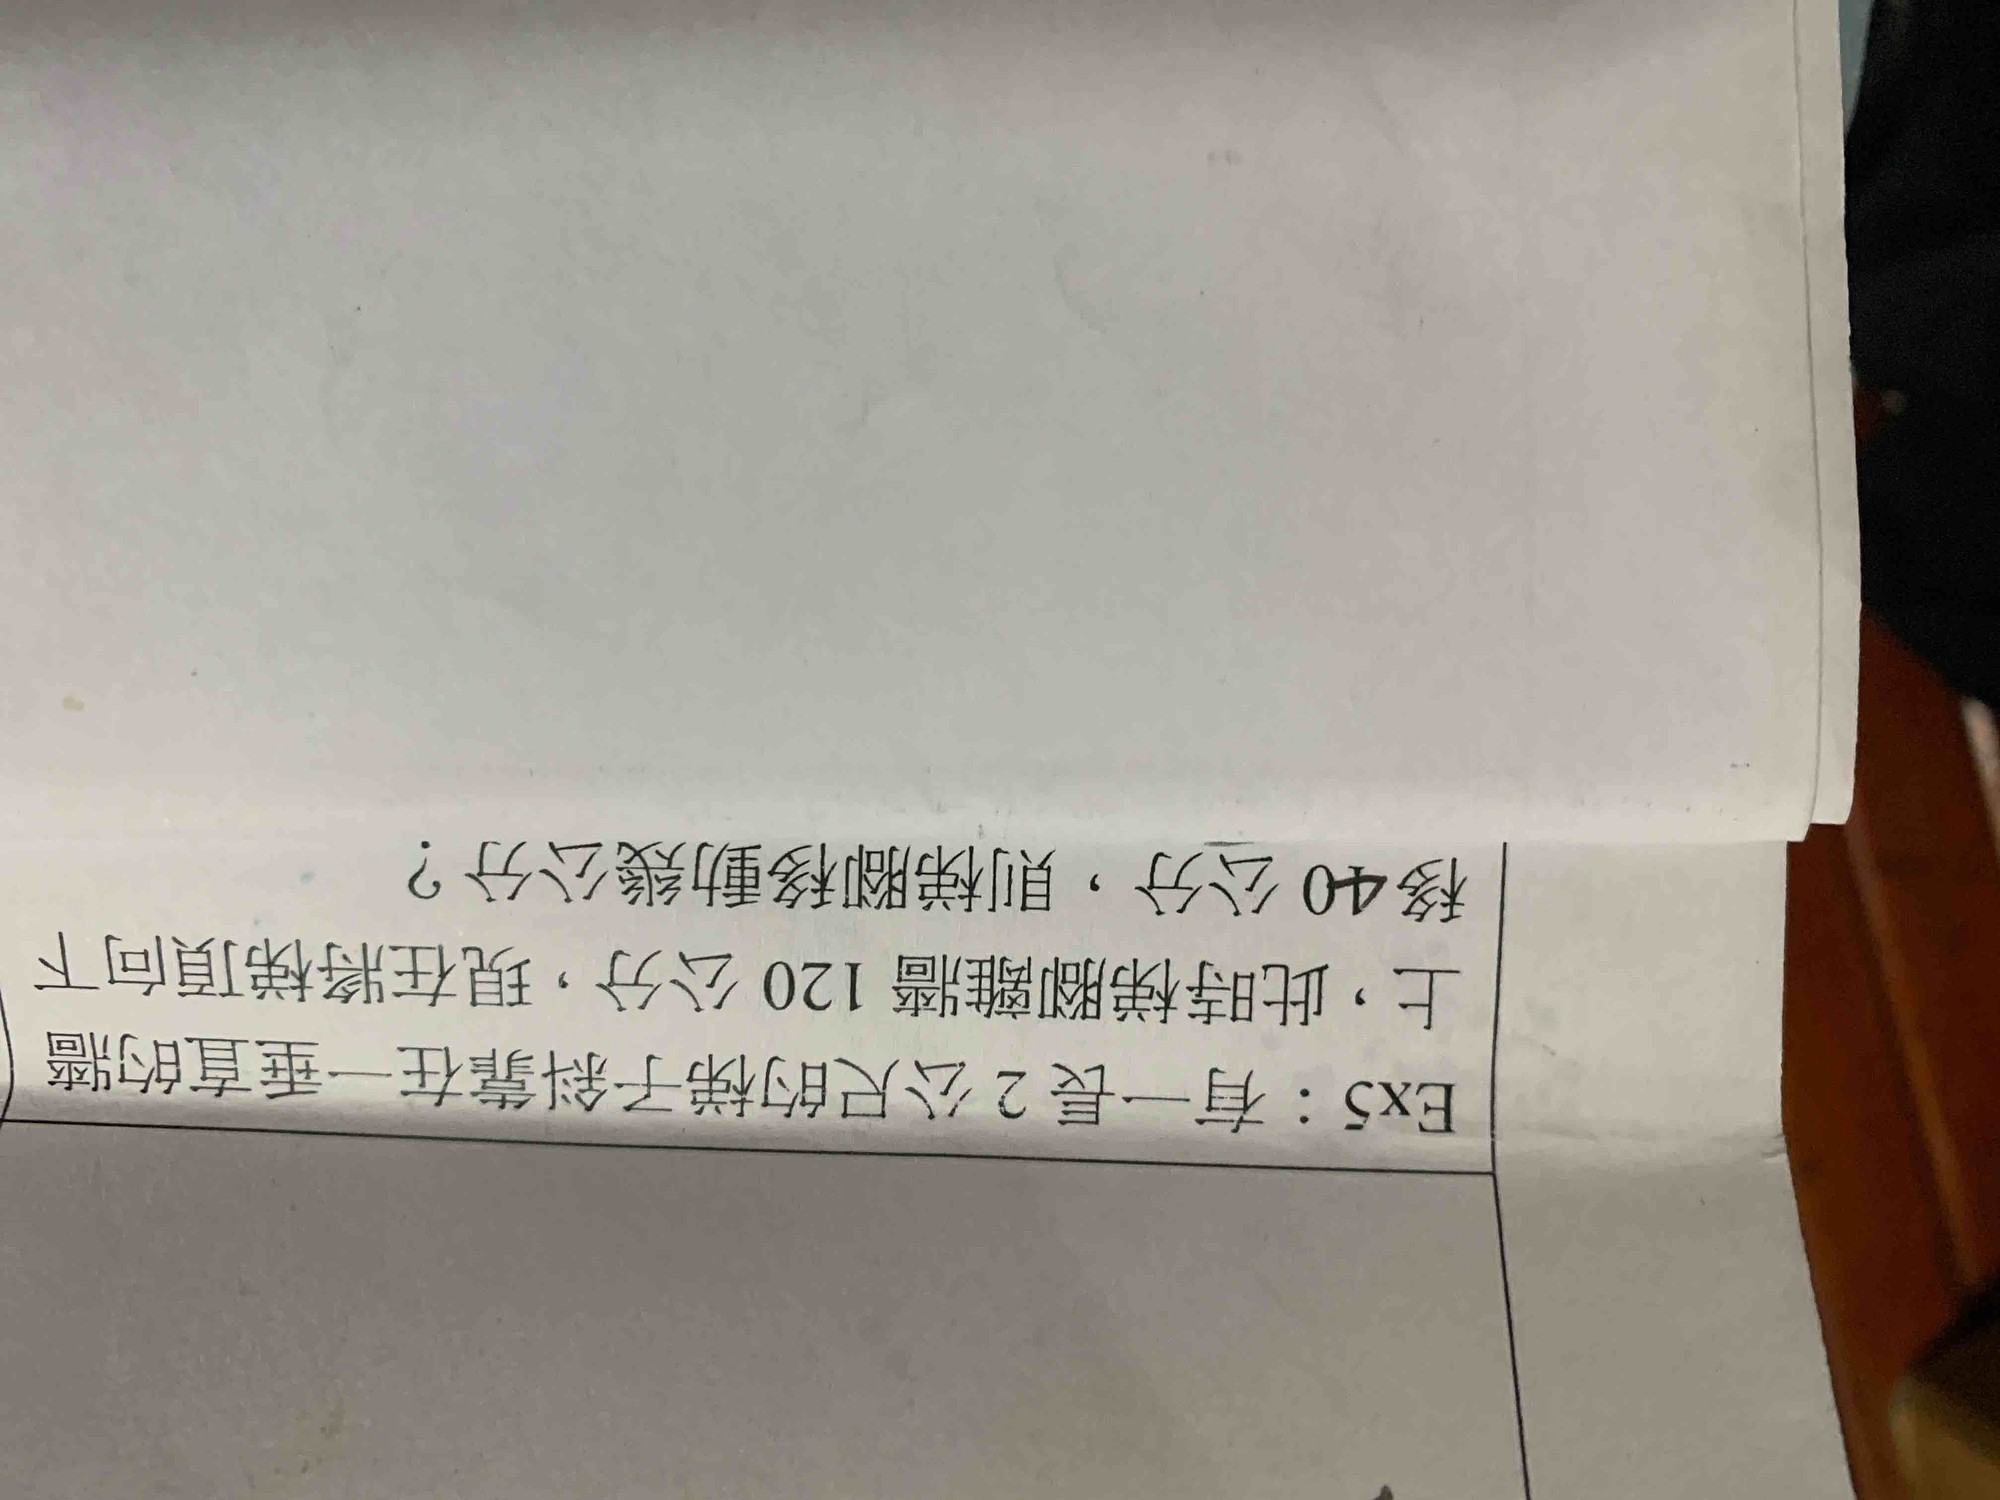 Ex5：有一長 2 公尺的梯子斜靠在一垂直的牆
上，此時梯腳離牆 120 公分，現在將梯頂向下
移 40 公分，則梯腳移動幾公分？